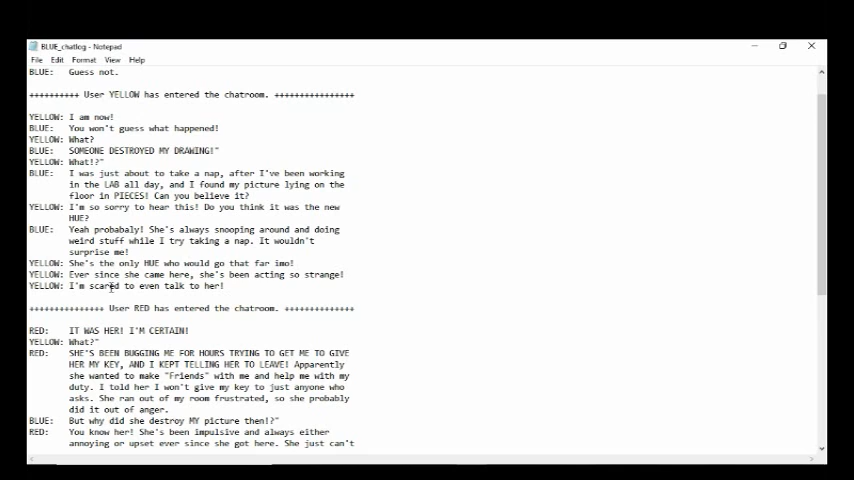 BLUE_chatlog - Notepad
File Edit Format View Help
BLUE: Guess not.
++++++++++ User YELLOW has entered the chatroom. ++++++++++++++++
YELLOW: I am now!
BLUE: You won't guess what happened!
YELLOW: What?
BLUE: SOMEONE DESTROYED MY DRAWING!"
YELLOW: What!?"
BLUE: I was just about to take a nap, after I've been working
in the LAB all day, and I found my picture lying on the
floor in PIECES! Can you believe it?
YELLOW: I'm so sorry to hear this! Do you think it was the new
HUE?
BLUE: Yeah probabaly! She's always snooping around and doing
weird stuff while I try taking a nap. It wouldn't
surprise me!
YELLOW: She's the only HUE who would go that far imo!
YELLOW: Ever since she came here, she's been acting so strange!
YELLOW: I'm scared to even talk to her!
+++++++++++++++ User RED has entered the chatroom. ++++++++++++++
RED: IT WAS HER! I'M CERTAIN!
YELLOW: What?"
RED: SHE'S BEEN BUGGING ME FOR HOURS TRYING TO GET ME TO GIVE
HER MY KEY, AND I KEPT TELLING HER TO LEAVE! Apparently
she wanted to make "Friends" with me and help me with my
duty. I told her I won't give my key to just anyone who
asks. She ran out of my room frustrated, so she probably
did it out of anger.
BLUE: But why did she destroy MY picture then!?"
RED: You know her! She's been impulsive and always either
annoying or upset ever since she got here. She just can't